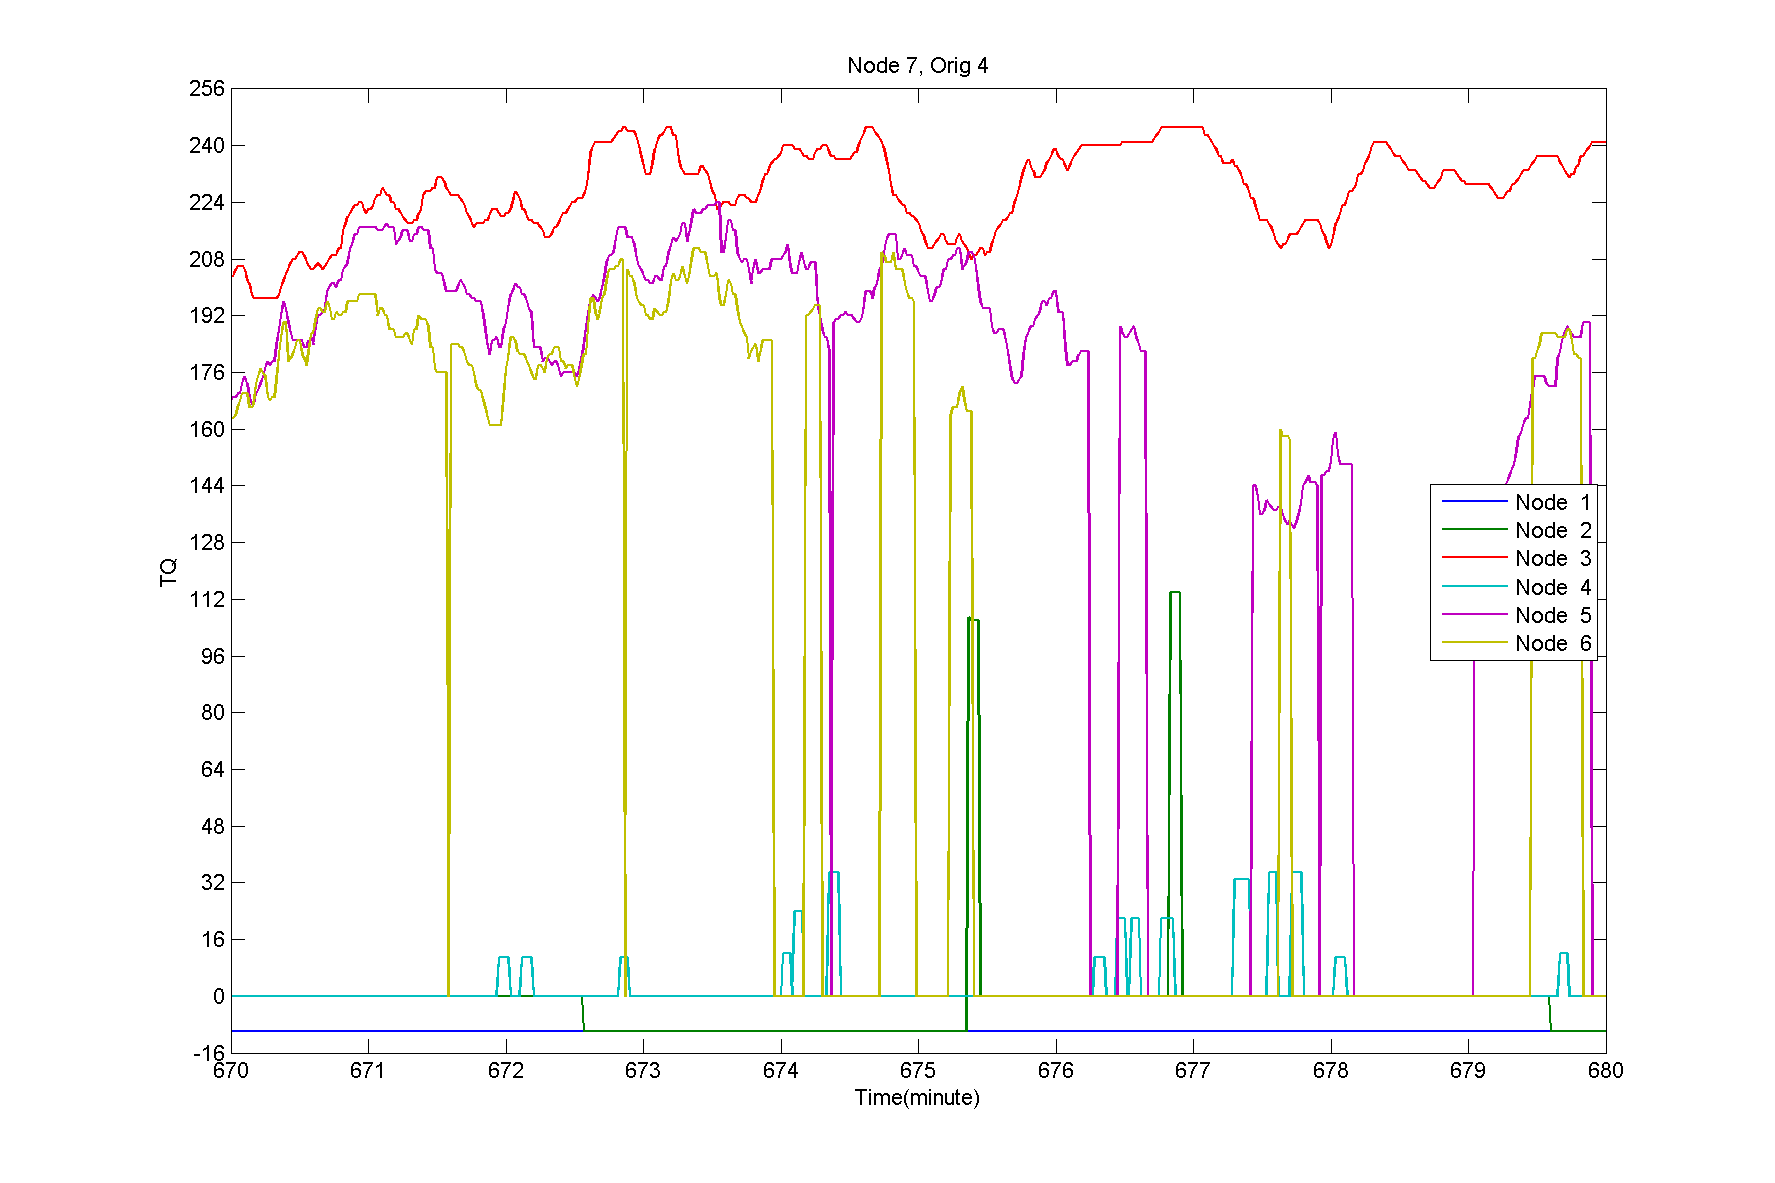 Node 7, Orig 4
256
240
224
208
192
176
160
144
128
112
96
80
64
48
32
16
0
-16
TQ
Node 1
Node 2
Node 3
Node 4
Node 5
Node 6
670 671 672 673 674 675 676 677 678 679 680
Time(minute)